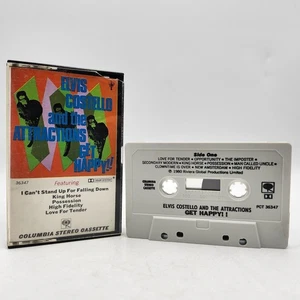 ELVIS
COSTELLO
and the
ATTRACTIONS
GET
HAPPY!!
36347
Featuring
I Can't Stand Up For Falling Down
King Horse
Possession
High Fidelity
Love For Tender
COLUMBIA STEREO CASSETTE
Side One
LOVE FOR TENDER • OPPORTUNITY • THE IMPOSTER •
SECONDARY MODERN • KING HORSE • POSSESSION • MAN CALLED UNCLE •
CLOWNTIME IS OVER • NEW AMSTERDAM • HIGH FIDELITY
℗ 1980 Riviera Global Productions Limited
ELVIS COSTELLO AND THE ATTRACTIONS
GET HAPPY!!
PCT 36347